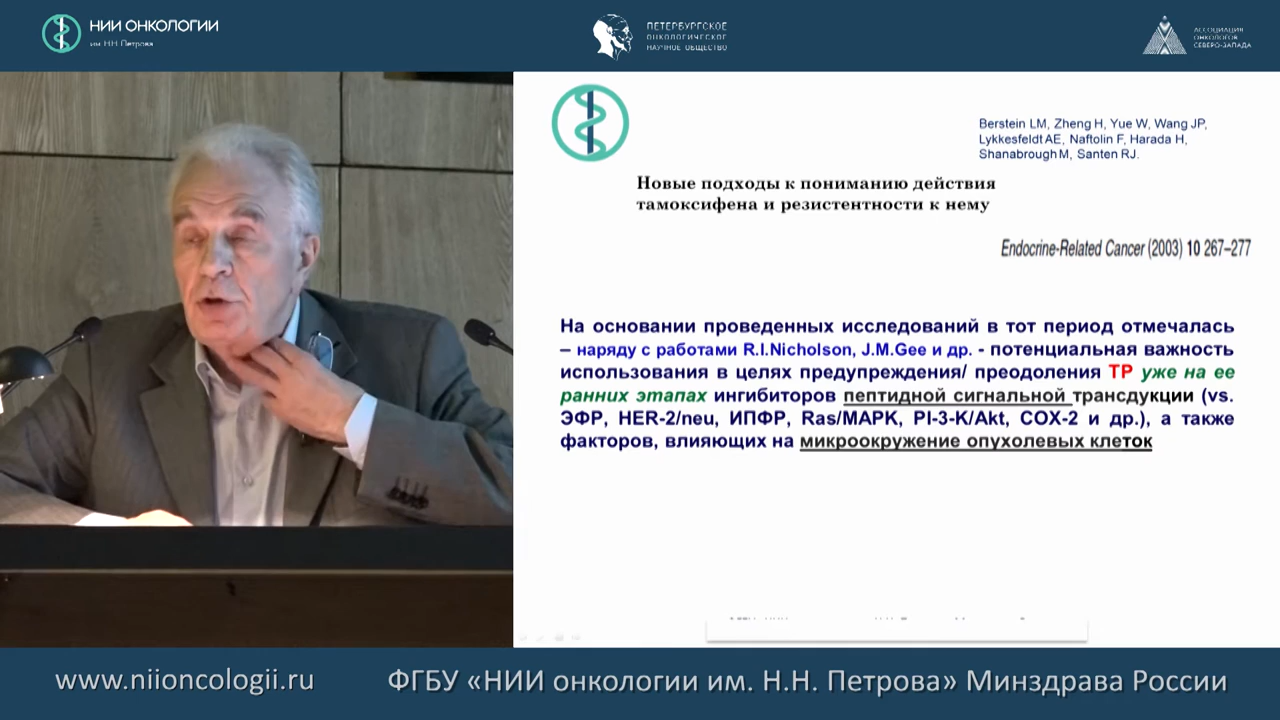 НИИ ОНКОЛОГИИ
им. Н.Н. Петрова
ПЕТЕРБУРГСКОЕ
ОНКОЛОГИЧЕСКОЕ
НАУЧНОЕ ОБЩЕСТВО
АССОЦИАЦИЯ
ОНКОЛОГОВ
СЕВЕРО-ЗАПАДА
Berstein LM, Zheng H, Yue W, Wang JP,
Lykkesfeldt AE, Naftolin F, Harada H,
Shanabrough M, Santen RJ.
Новые подходы к пониманию действия
тамоксифена и резистентности к нему
Endocrine-Related Cancer (2003) 10 267–277
На основании проведенных исследований в тот период отмечалась
– наряду с работами R.I.Nicholson, J.M.Gee и др. - потенциальная важность
использования в целях предупреждения/ преодоления ТР уже на ее
ранних этапах ингибиторов пептидной сигнальной трансдукции (vs.
ЭФР, HER-2/neu, ИПФР, Ras/MAPK, PI-3-K/Akt, COX-2 и др.), а также
факторов, влияющих на микроокружение опухолевых клеток
www.niioncologii.ru
ФГБУ «НИИ онкологии им. Н.Н. Петрова» Минздрава России